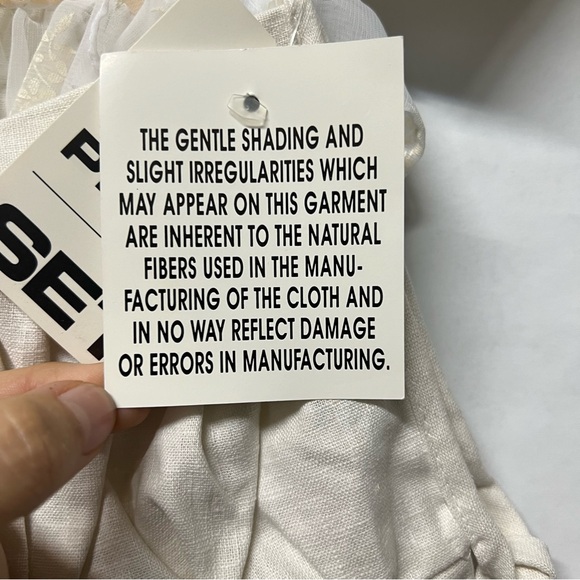 THE GENTLE SHADING AND
SLIGHT IRREGULARITIES WHICH
MAY APPEAR ON THIS GARMENT
ARE INHERENT TO THE NATURAL
FIBERS USED IN THE MANU-
FACTURING OF THE CLOTH AND
IN NO WAY REFLECT DAMAGE
OR ERRORS IN MANUFACTURING.